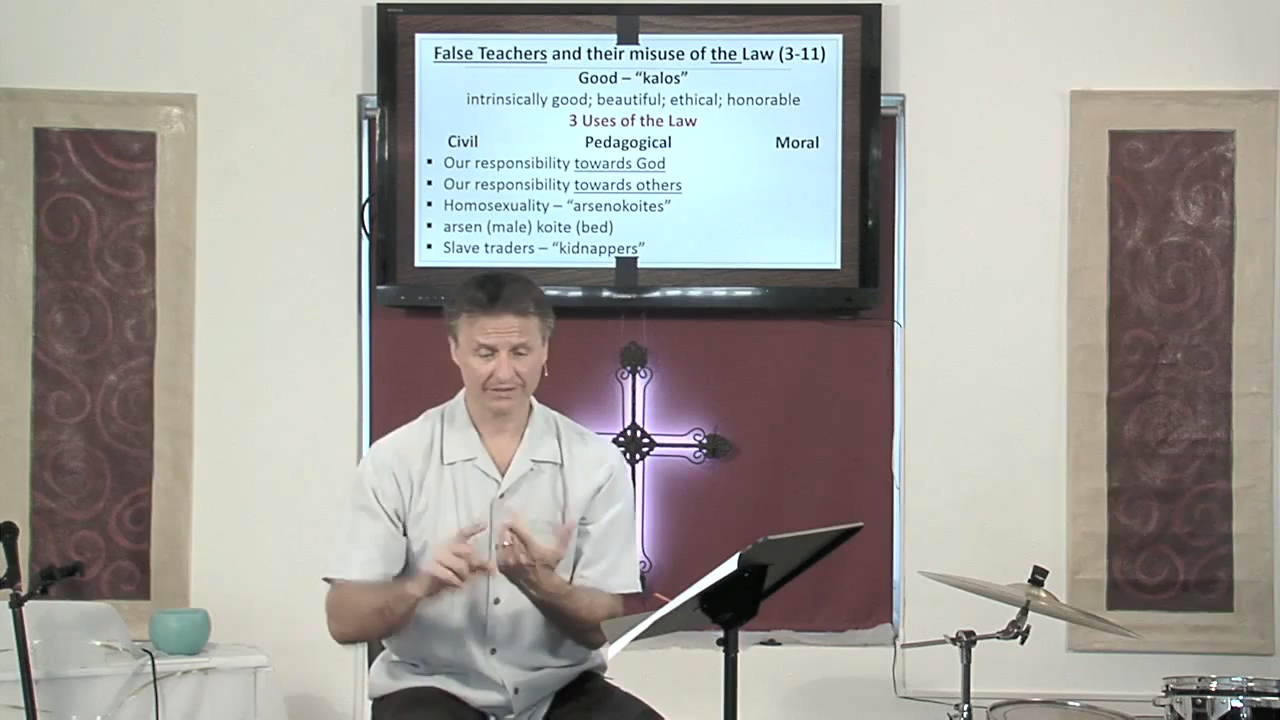 False Teachers and their misuse of the Law (3-11)
Good – “kalos”
intrinsically good; beautiful; ethical; honorable
3 Uses of the Law
Civil Pedagogical Moral
▪ Our responsibility towards God
▪ Our responsibility towards others
▪ Homosexuality – “arsenokoites”
▪ arsen (male) koite (bed)
▪ Slave traders – “kidnappers”